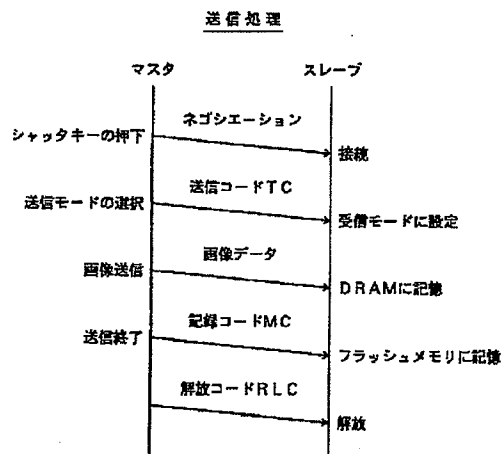 送信処理
マスタ
スレーブ
ネゴシエーション
シャッタキーの押下
接続
送信コードTC
送信モードの選択
受信モードに設定
画像データ
画像送信
DRAMに記憶
記録コードMC
送信終了
フラッシュメモリに記憶
解放コードRLC
解放